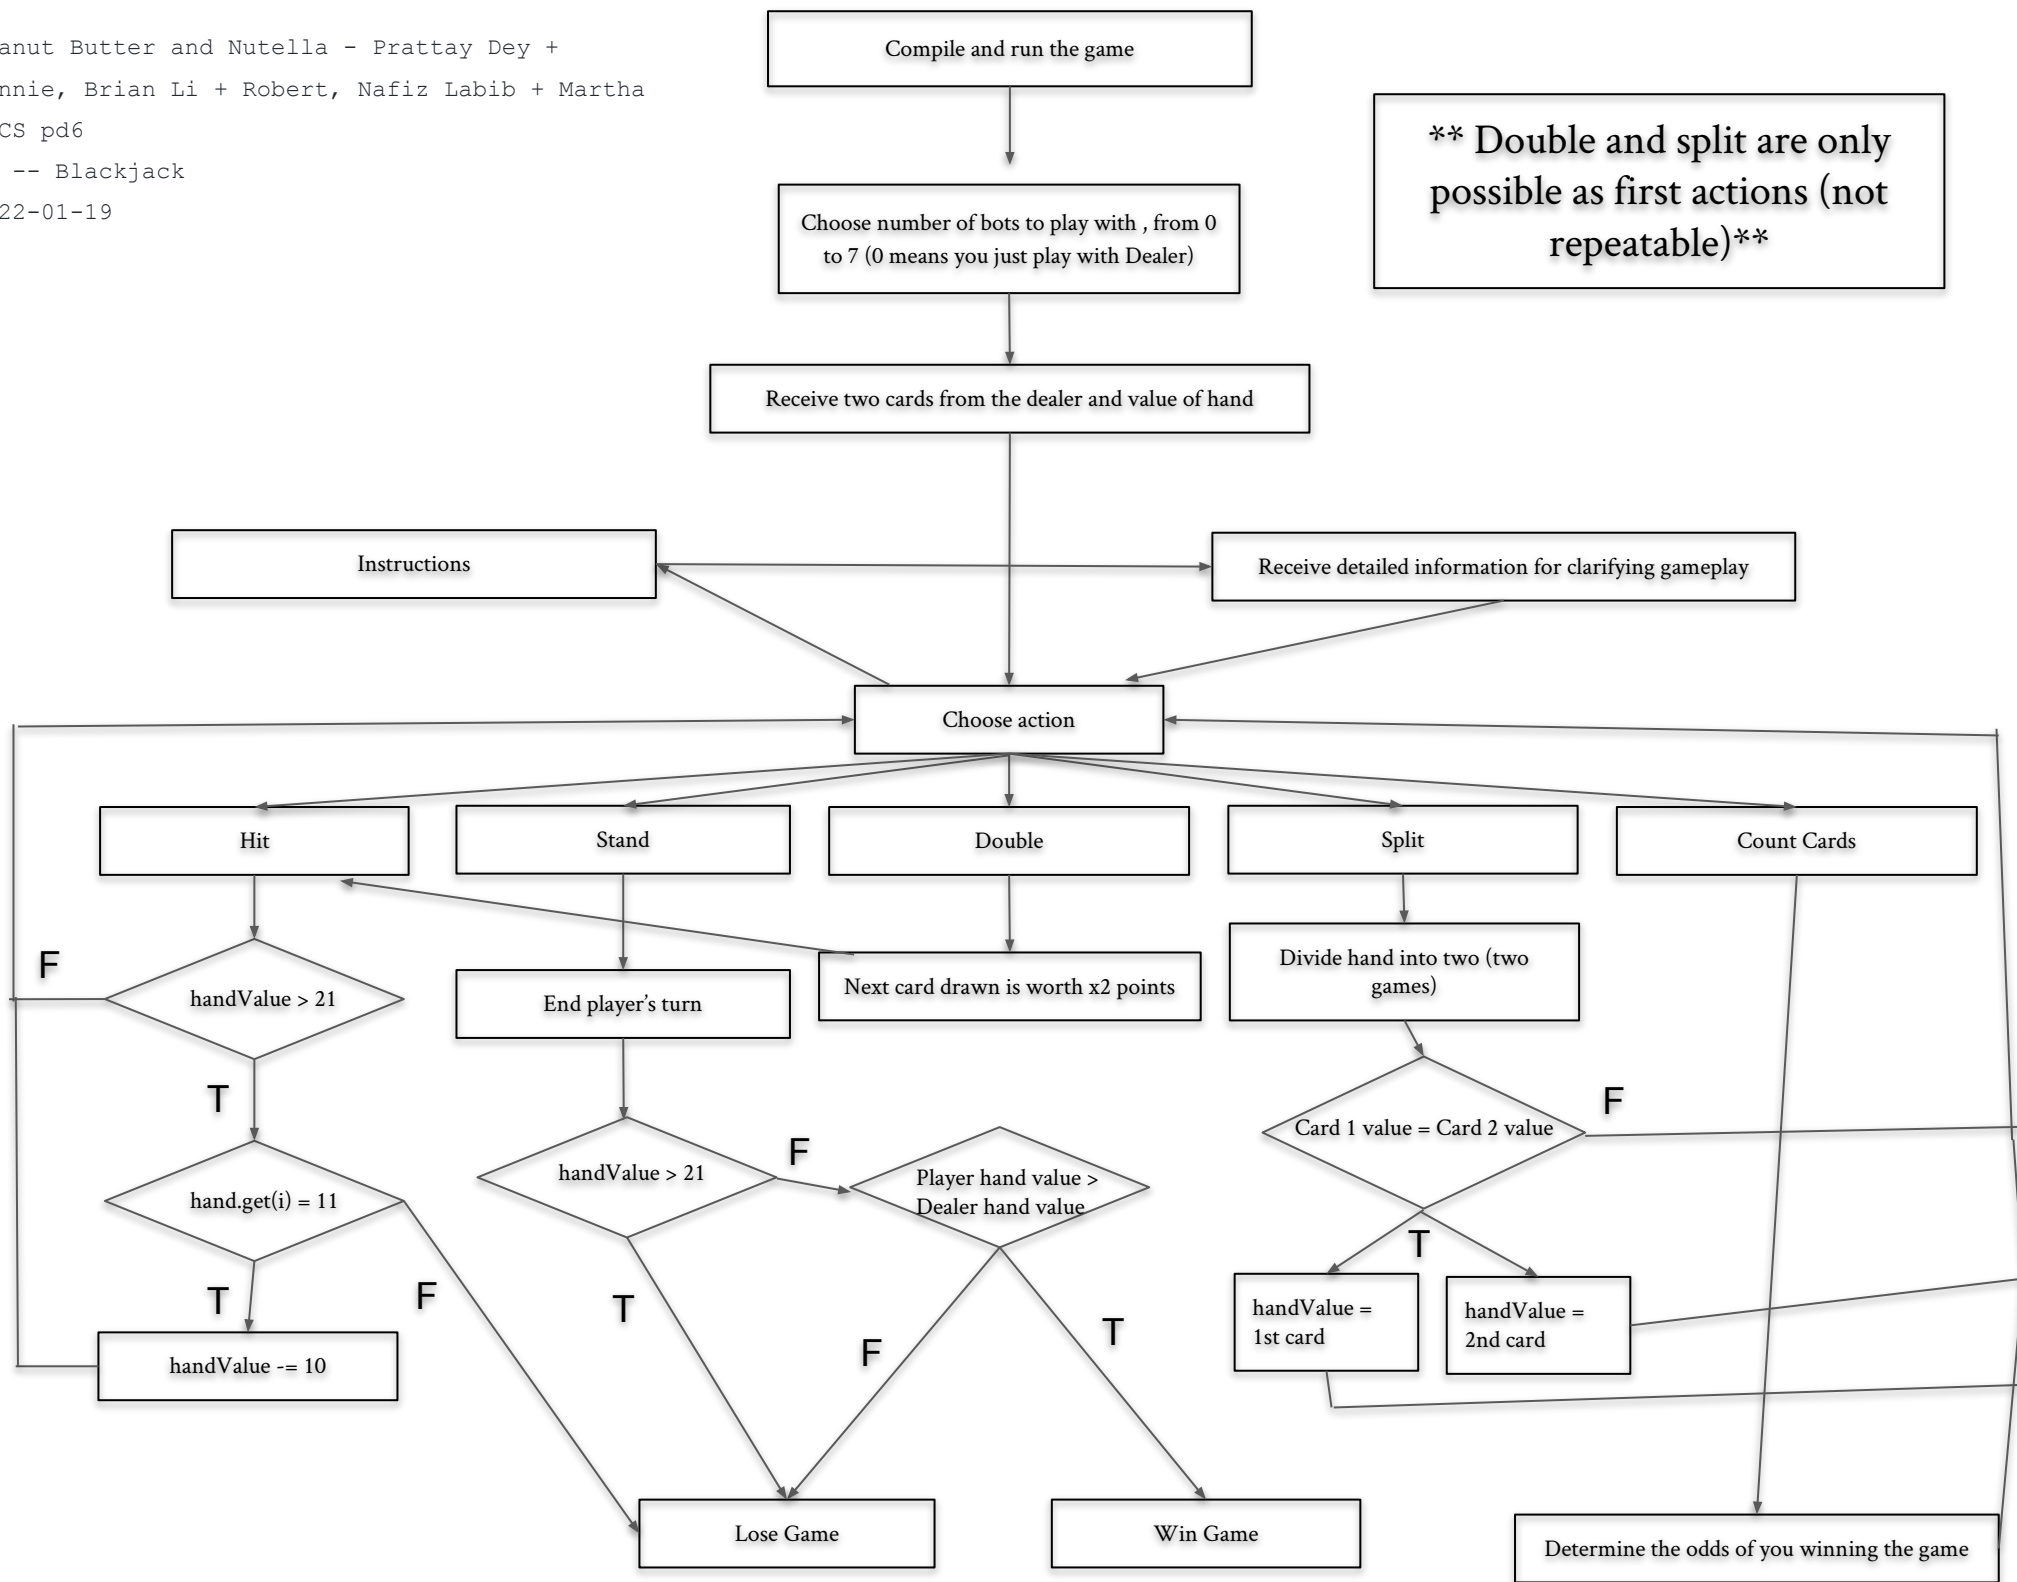 anut Butter and Nutella - Prattay Dey +
nnie, Brian Li + Robert, Nafiz Labib + Martha
CS pd6
-- Blackjack
22-01-19
Compile and run the game
** Double and split are only
possible as first actions (not
repeatable)**
Choose number of bots to play with , from 0
to 7 (0 means you just play with Dealer)
Receive two cards from the dealer and value of hand
Instructions
Receive detailed information for clarifying gameplay
Choose action
Hit
Stand
Double
Split
Count Cards
F
handValue > 21
End player's turn
Next card drawn is worth x2 points
Divide hand into two (two
games)
T
F
Card 1 value = Card 2 value
hand.get(i) = 11
handValue > 21
F
Player hand value >
Dealer hand value
T
T
F
T
F
T
handValue =
1st card
handValue =
2nd card
handValue -= 10
Lose Game
Win Game
Determine the odds of you winning the game